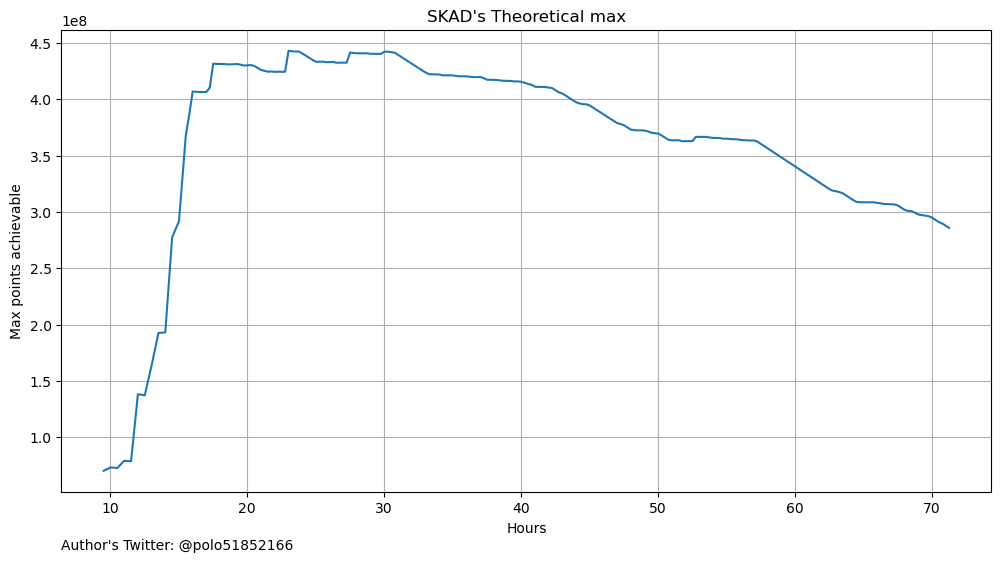 SKAD's Theoretical max
1e8
4.5
4.0
3.5
3.0
2.5
2.0
1.5
1.0
Max points achievable
10 20 30 40 50 60 70
Hours
Author's Twitter: @polo51852166